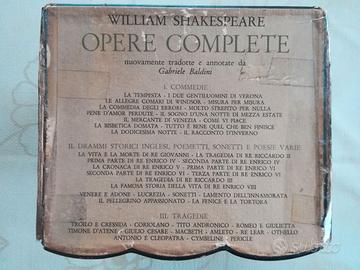 WILLIAM SHAKESPEARE
OPERE COMPLETE
nuovamente tradotte e annotate da
Gabriele Baldini
I. COMMEDIE
LA TEMPESTA - I DUE GENTILUOMINI DI VERONA
LE ALLEGRE COMARI DI WINDSOR - MISURA PER MISURA
LA COMMEDIA DEGLI ERRORI - MOLTO STREPITO PER NULLA
PENE D'AMOR PERDUTE - IL SOGNO D'UNA NOTTE DI MEZZA ESTATE
IL MERCANTE DI VENEZIA - COME VI PIACE
LA BISBETICA DOMATA - TUTTO È BENE QUEL CHE BEN FINISCE
LA DODICESIMA NOTTE - IL RACCONTO D'INVERNO
II. DRAMMI STORICI INGLESI, POEMETTI, SONETTI E POESIE VARIE
LA VITA E LA MORTE DI RE GIOVANNI - LA TRAGEDIA DI RE RICCARDO II
PRIMA PARTE DI RE ENRICO IV - SECONDA PARTE DI RE ENRICO IV
LA CRONACA DI RE ENRICO V - PRIMA PARTE DI RE ENRICO VI
SECONDA PARTE DI RE ENRICO VI - TERZA PARTE DI RE ENRICO VI
LA TRAGEDIA DI RE RICCARDO III
LA FAMOSA STORIA DELLA VITA DI RE ENRICO VIII
VENERE E ADONE - LUCREZIA - SONETTI - LAMENTO DELL'INNAMORATA
IL PELLEGRINO APPASSIONATO - LA FENICE E LA TORTORA
III. TRAGEDIE
TROILO E CRESSIDA - CORIOLANO - TITO ANDRONICO - ROMEO E GIULIETTA
TIMONE D'ATENE - GIULIO CESARE - MACBETH - AMLETO - RE LEAR - OTHELLO
ANTONIO E CLEOPATRA - CYMBELINE - PERICLE